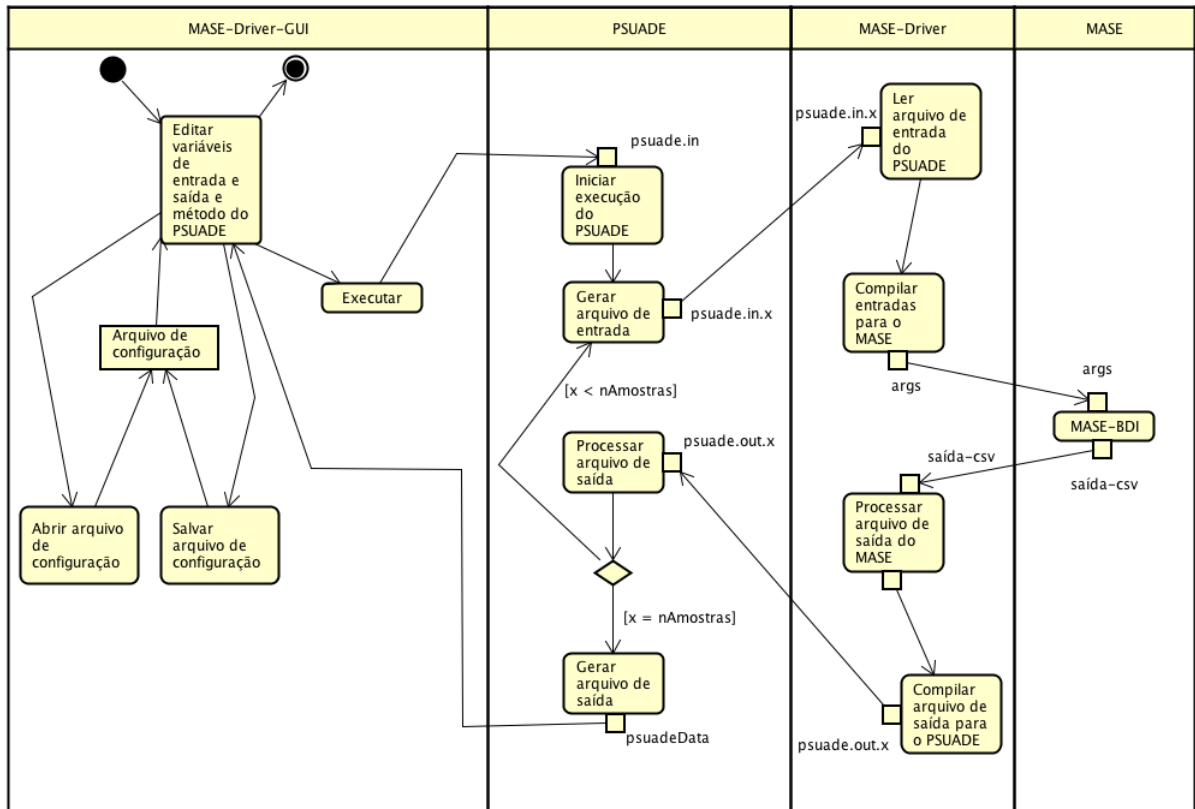 MASE-Driver-GUI
PSUADE
MASE-Driver
MASE
Editar
variáveis
de
entrada e
saída e
método do
PSUADE
Executar
Arquivo de
configuração
Abrir arquivo
de
configuração
Salvar
arquivo de
configuração
psuade.in
Iniciar
execução
do
PSUADE
Gerar
arquivo de
entrada
psuade.in.x
[x < nAmostras]
Processar
arquivo de
saída
psuade.out.x
[x = nAmostras]
Gerar
arquivo de
saída
psuadeData
psuade.in.x
Ler
arquivo de
entrada
do
PSUADE
Compilar
entradas
para o
MASE
args
saída-csv
Processar
arquivo de
saída do
MASE
Compilar
arquivo de
saída para
o PSUADE
psuade.out.x
args
MASE-BDI
saída-csv